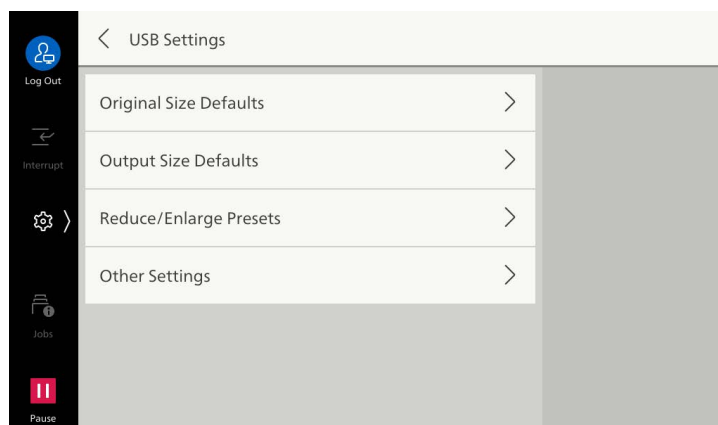 USB Settings
Log Out
Original Size Defaults
Interrupt
Output Size Defaults
Reduce/Enlarge Presets
Other Settings
Jobs
Pause